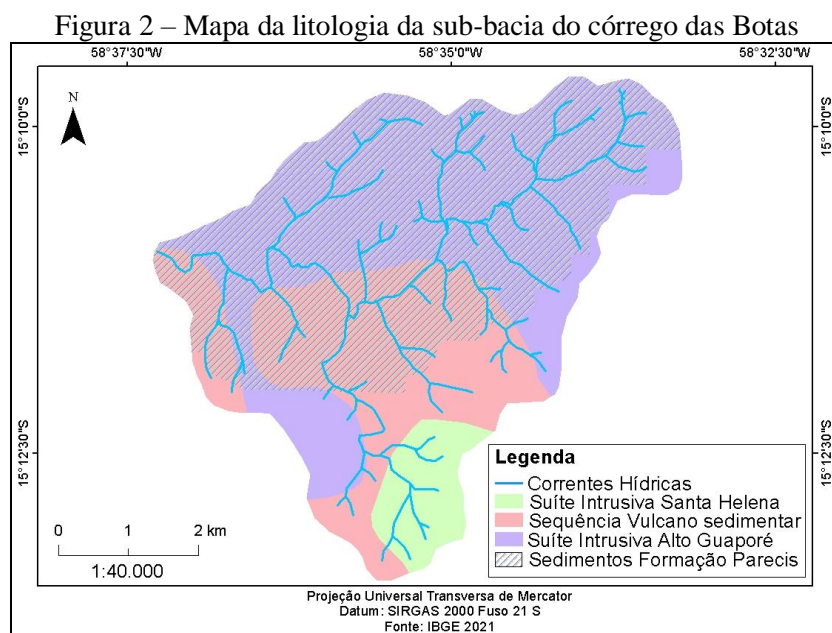 Figura 2 – Mapa da litologia da sub-bacia do córrego das Botas
58°37'30"W 58°35'0"W 58°32'30"W
N
15°10'0"S 15°10'0"S
15°12'30"S 15°12'30"S
Legenda
Correntes Hídricas
Suíte Intrusiva Santa Helena
Sequência Vulcano sedimentar
Suíte Intrusiva Alto Guaporé
Sedimentos Formação Parecis
0 1 2 km
1:40.000
Projeção Universal Transversa de Mercator
Datum: SIRGAS 2000 Fuso 21 S
Fonte: IBGE 2021